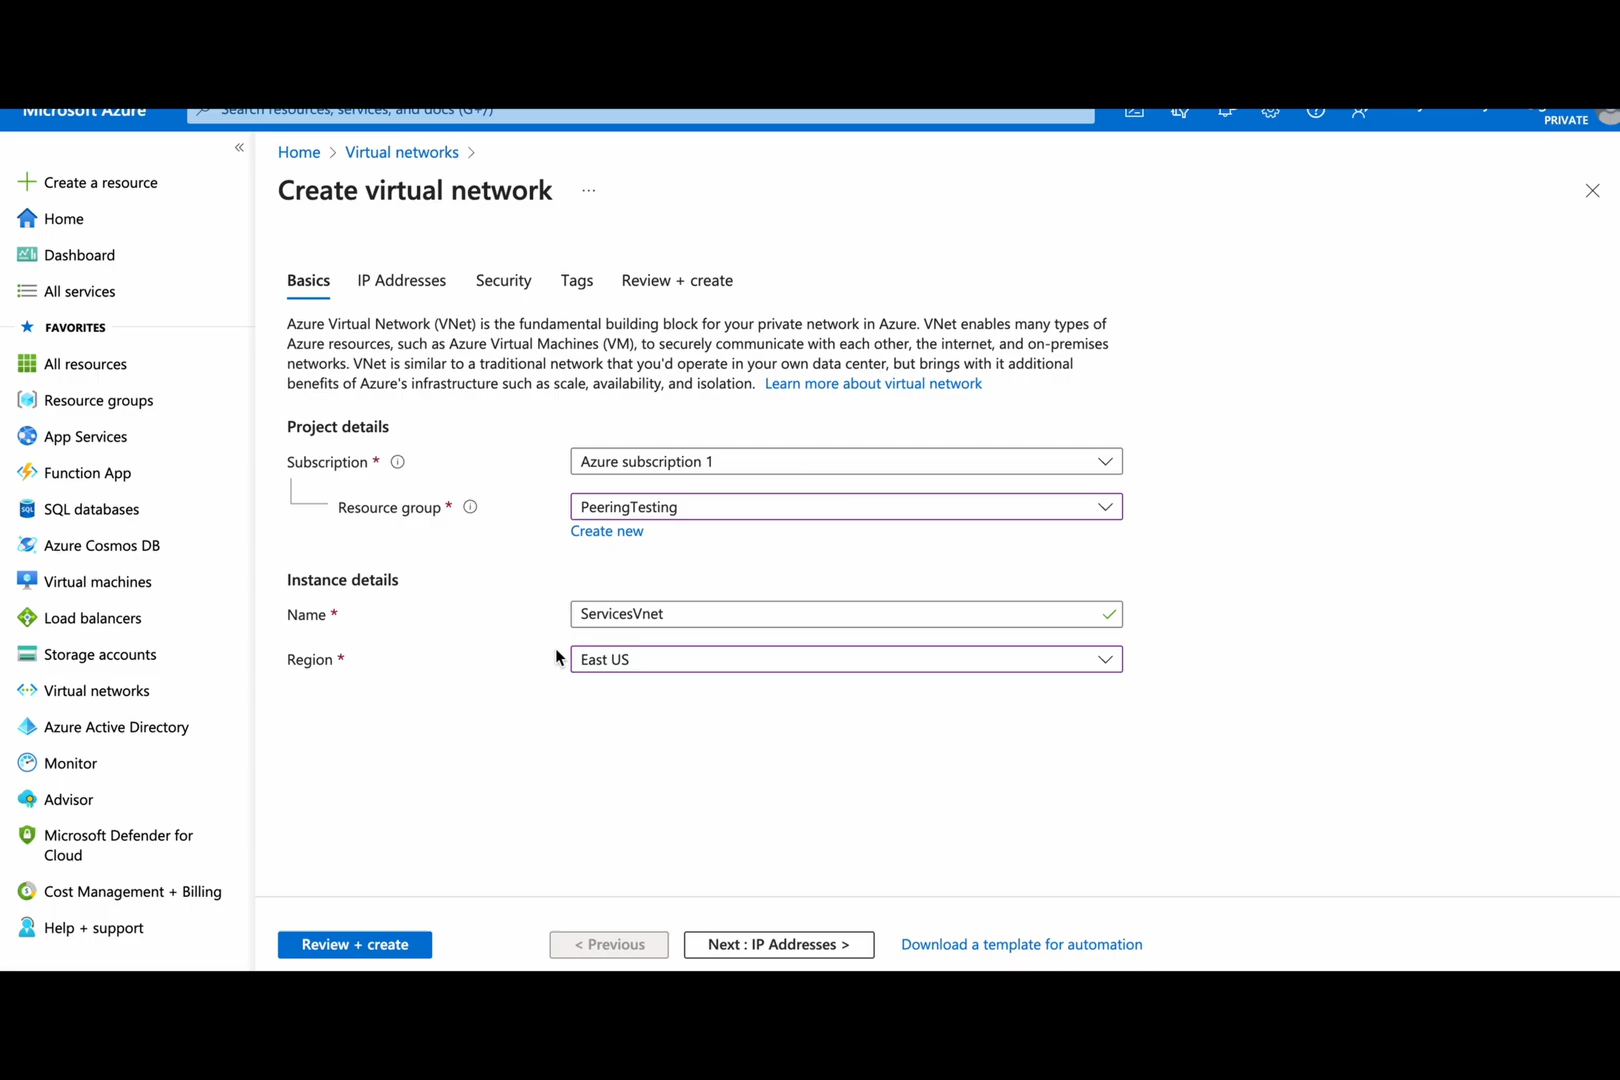 Microsoft Azure
Search resources, services, and docs (G+/)
PRIVATE
«
Home > Virtual networks >
Create virtual network ...
Create a resource
Home
Dashboard
All services
FAVORITES
All resources
Resource groups
App Services
Function App
SQL databases
Azure Cosmos DB
Virtual machines
Load balancers
Storage accounts
Virtual networks
Azure Active Directory
Monitor
Advisor
Microsoft Defender for
Cloud
Cost Management + Billing
Help + support
Basics IP Addresses Security Tags Review + create
Azure Virtual Network (VNet) is the fundamental building block for your private network in Azure. VNet enables many types of
Azure resources, such as Azure Virtual Machines (VM), to securely communicate with each other, the internet, and on-premises
networks. VNet is similar to a traditional network that you'd operate in your own data center, but brings with it additional
benefits of Azure's infrastructure such as scale, availability, and isolation. Learn more about virtual network
Project details
Subscription * Azure subscription 1
Resource group * PeeringTesting
Create new
Instance details
Name * ServicesVnet
Region * East US
Review + create < Previous Next : IP Addresses > Download a template for automation